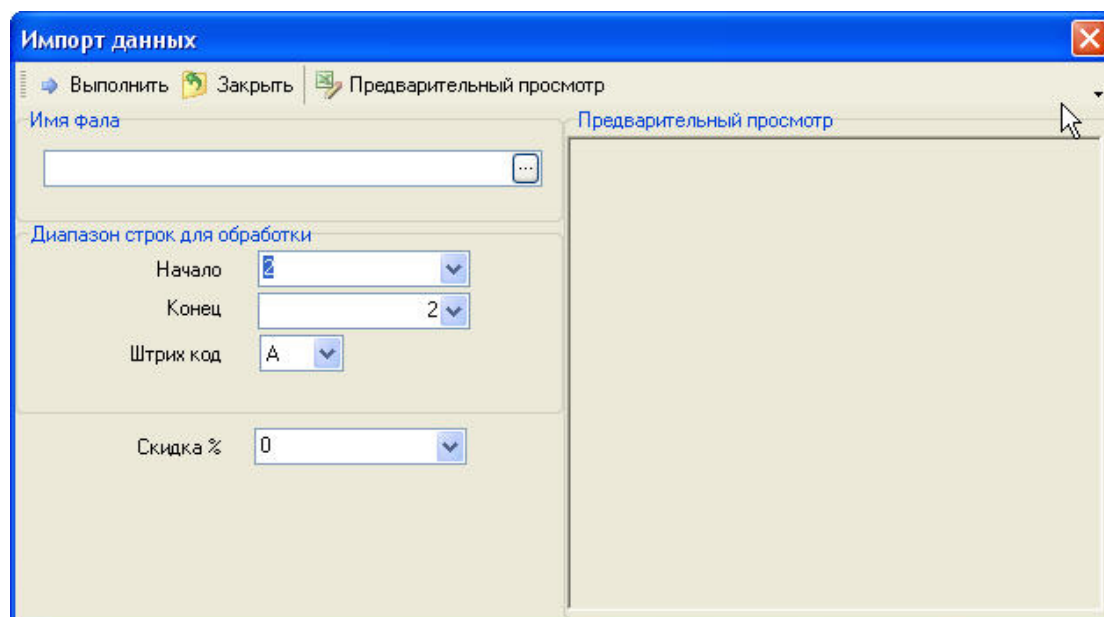 Импорт данных
Выполнить Закрыть Предварительный просмотр
Имя фала
Предварительный просмотр
...
Диапазон строк для обработки
Начало 2
Конец 2
Штрих код A
Скидка % 0